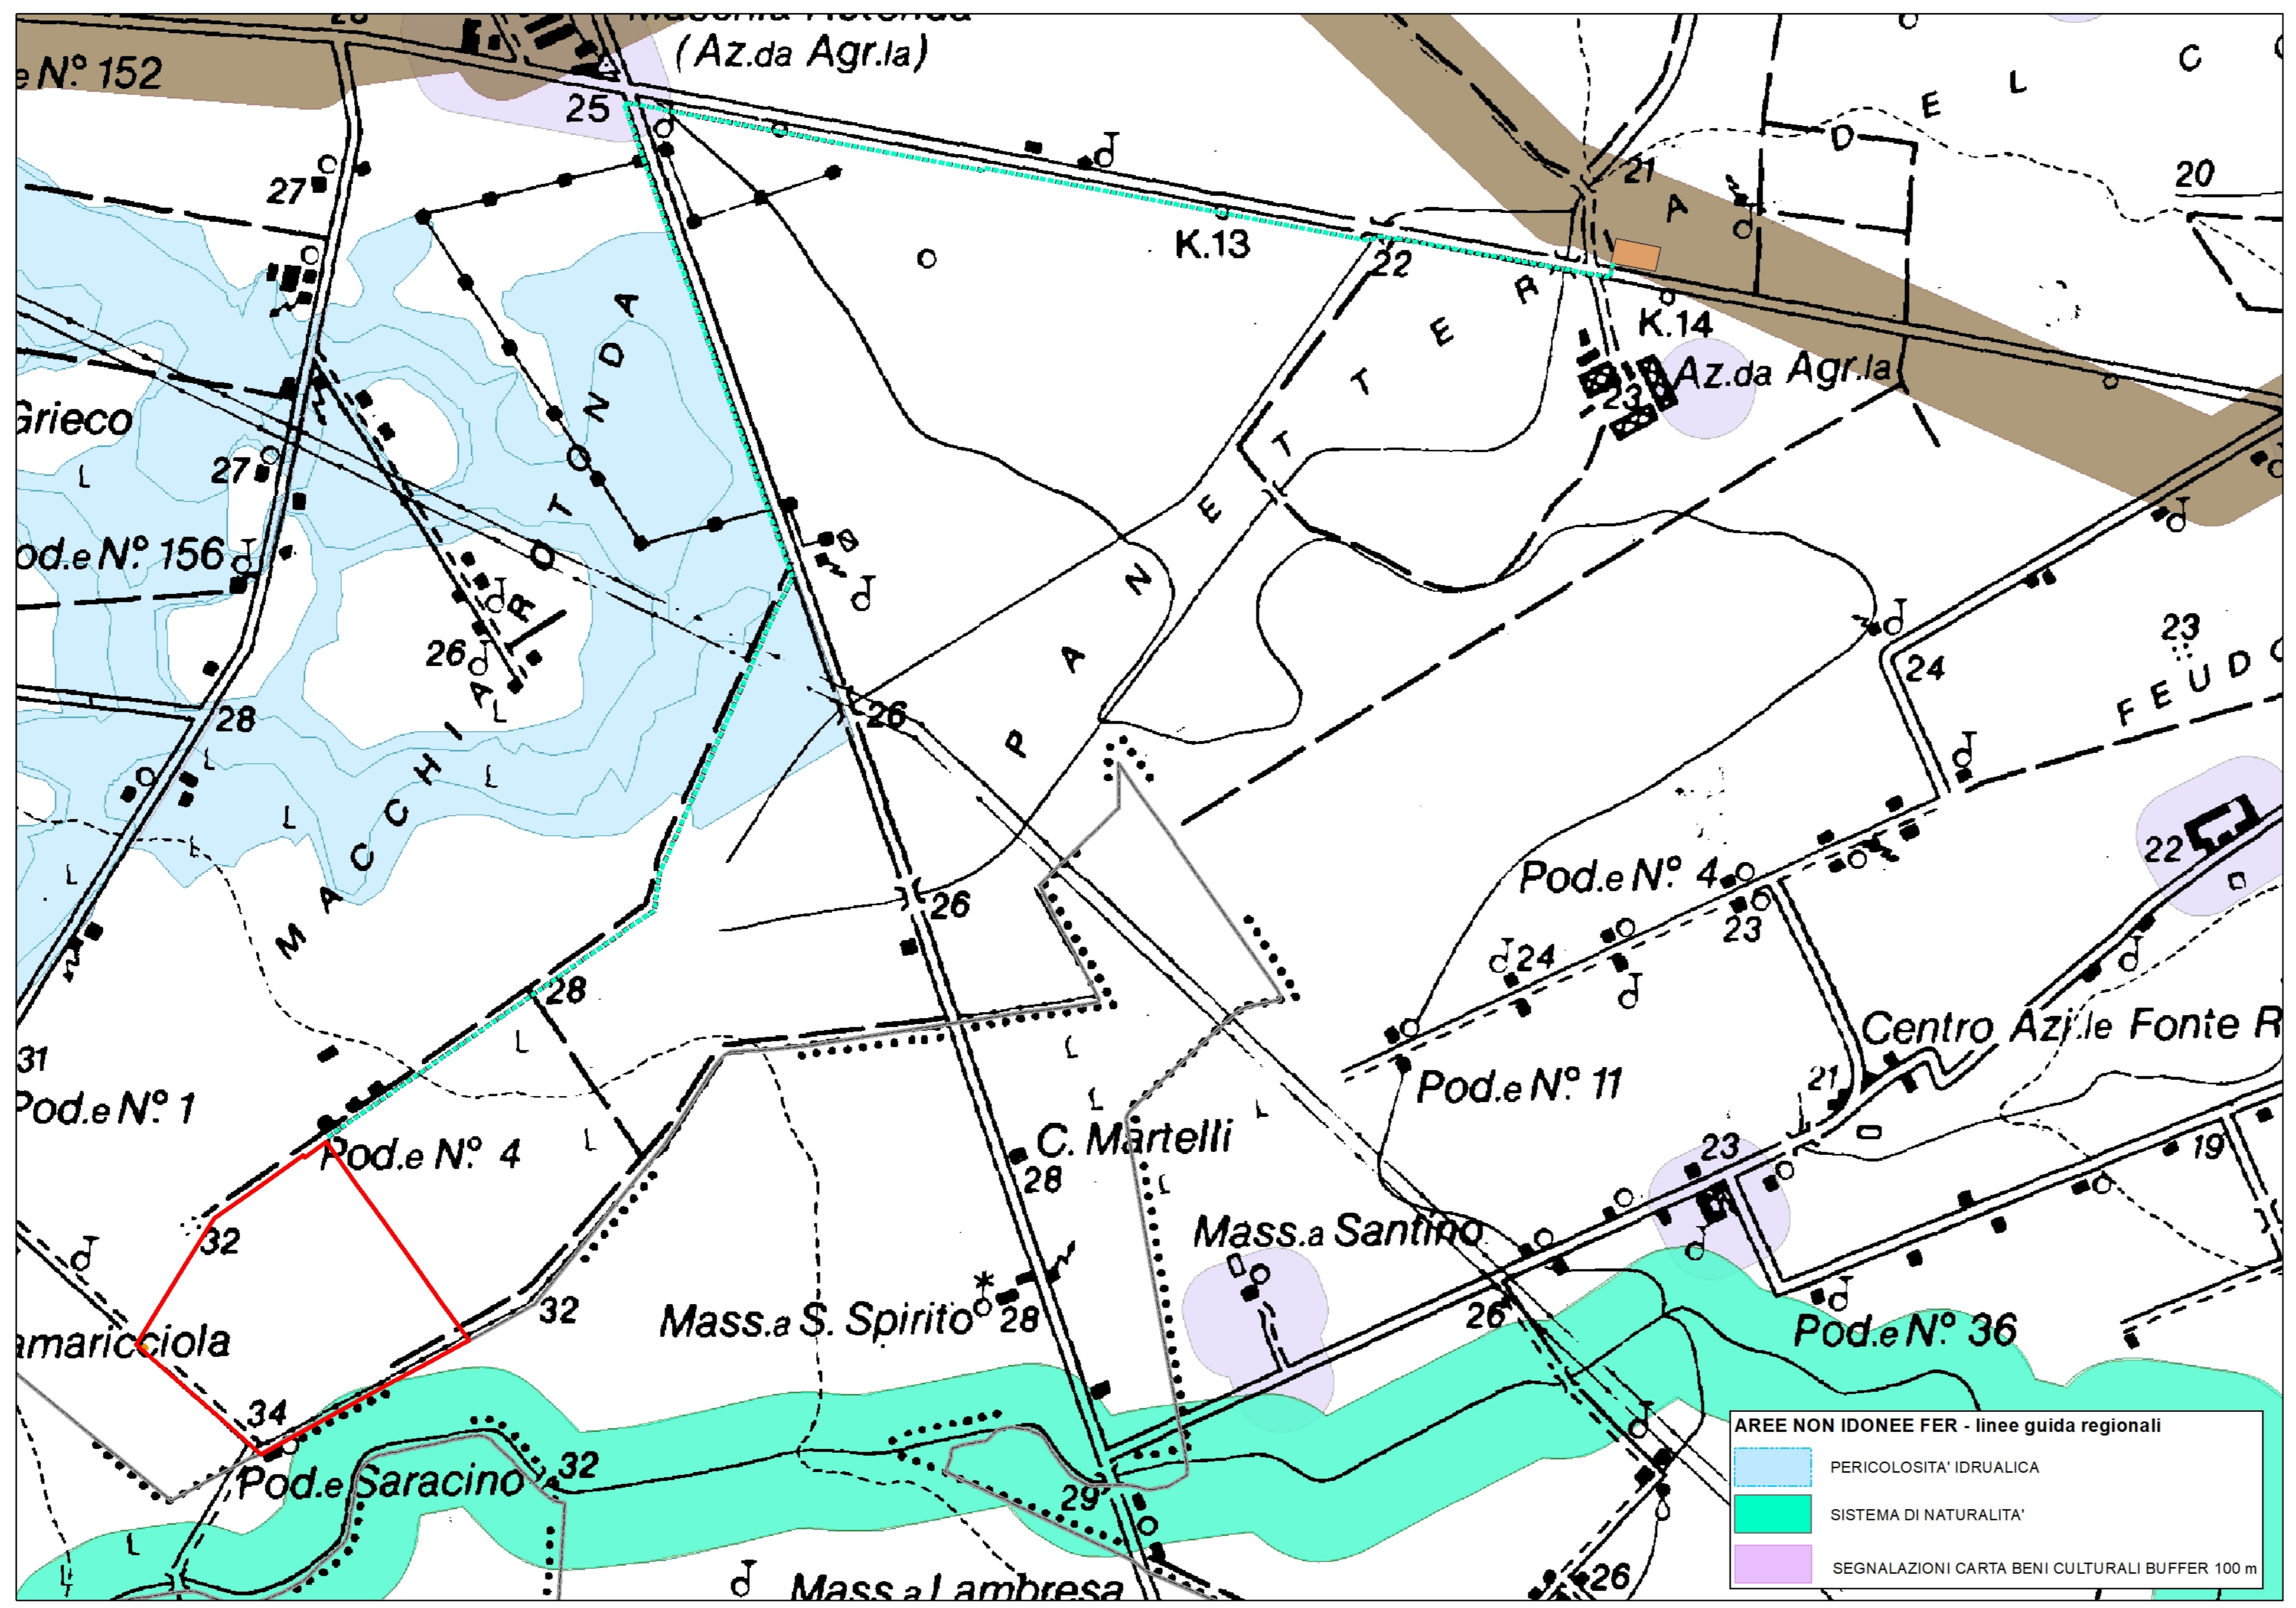 (Az.da Agr.la)
e N.º 152
25
21
20
27
A
D
E
L
C
K.13
22
K.14
Az.da Agr.la
23
Grieco
27
od.e N.º 156
26
28
MACCHIA ROTONDA
PANETTERIA
26
24
23
FEUDO
22
26
Pod.e N.º 4
23
24
28
Centro Azi.le Fonte R
31
Pod.e N.º 1
Pod.e N.º 11
21
Pod.e N.º 4
C. Martelli
28
23
19
32
Mass.a Santino
32
Mass.a S. Spirito
28
26
Pod.e N.º 36
amaricciola
34
Pod.e Saracino
32
29
26
Mass.a Lambresa
AREE NON IDONEE FER - linee guida regionali
PERICOLOSITA' IDRUALICA
SISTEMA DI NATURALITA'
SEGNALAZIONI CARTA BENI CULTURALI BUFFER 100 m